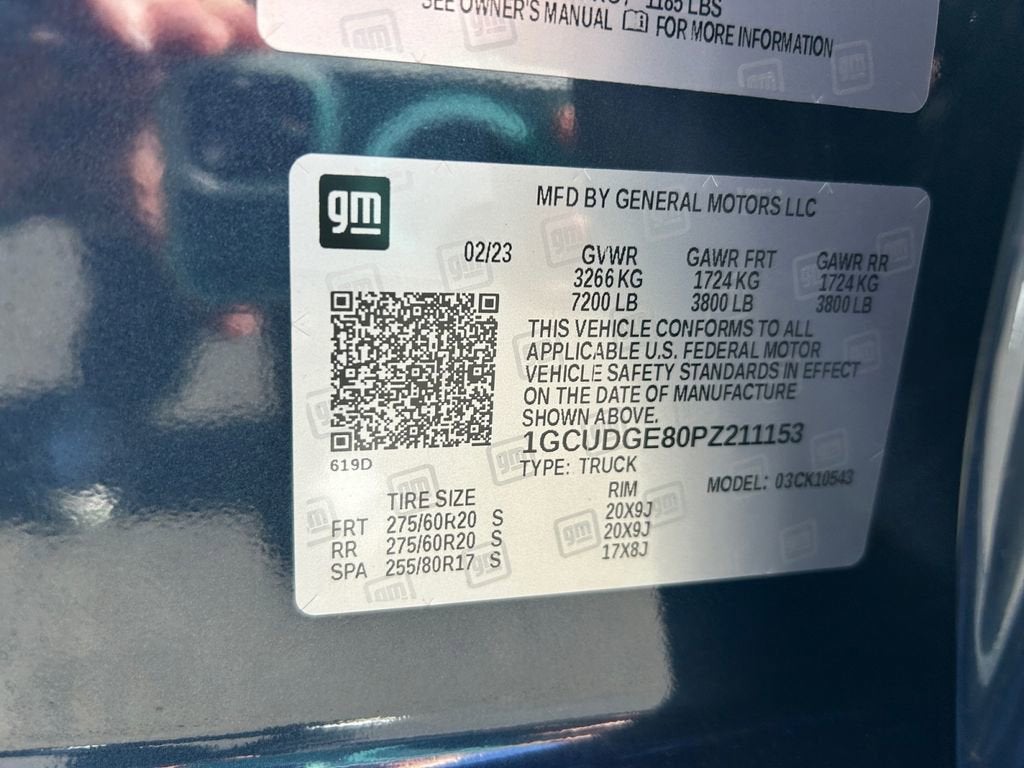 1185 LBS
SEE OWNER'S MANUAL FOR MORE INFORMATION
gm
MFD BY GENERAL MOTORS LLC
02/23 GVWR GAWR FRT GAWR RR
3266 KG 1724 KG 1724 KG
7200 LB 3800 LB 3800 LB
THIS VEHICLE CONFORMS TO ALL
APPLICABLE U.S. FEDERAL MOTOR
VEHICLE SAFETY STANDARDS IN EFFECT
ON THE DATE OF MANUFACTURE
SHOWN ABOVE.
1GCUDGE80PZ211153
619D
TYPE: TRUCK
MODEL: 03CK10543
TIRE SIZE RIM
FRT 275/60R20 S 20X9J
RR 275/60R20 S 20X9J
SPA 255/80R17 S 17X8J